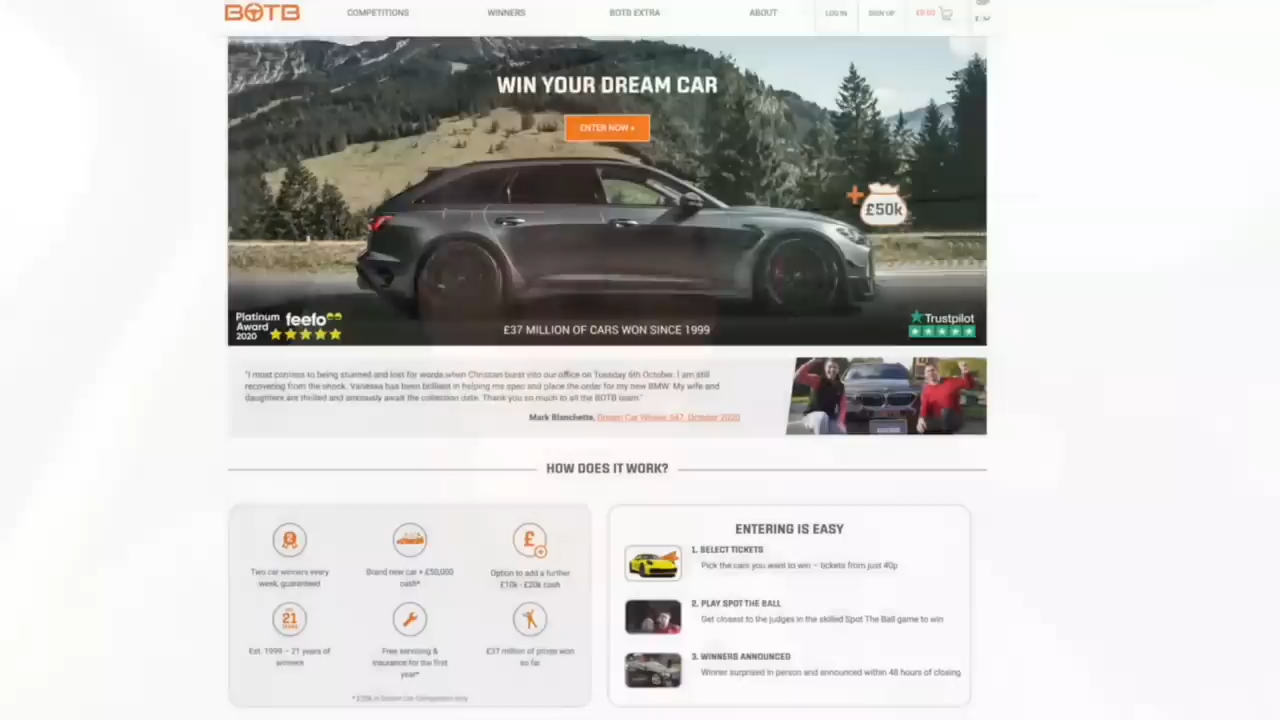 BOTB
COMPETITIONS
WINNERS
BOTB EXTRA
ABOUT
LOG IN
SIGN UP
£0.00
WIN YOUR DREAM CAR
ENTER NOW »
+ £50k
Platinum
Award
2020
feefo
£37 MILLION OF CARS WON SINCE 1999
Trustpilot
"I must confess to being stunned and lost for words when Christian burst into our office on Tuesday 6th October. I am still
recovering from the shock. Vanessa has been brilliant in helping me spec and place the order for my new BMW. My wife and
daughters are thrilled and anxiously await the collection date. Thank you so much to all the BOTB team."
Mark Blanchette, Dream Car Winner, October 2020
HOW DOES IT WORK?
Two car winners every
week, guaranteed
Brand new car + £50,000
cash*
Option to add a further
£10k - £20k cash
21
YEARS
Est. 1999 – 21 years of
winners
Free servicing &
insurance for the first
year*
£37 million of prizes won
so far
ENTERING IS EASY
1. SELECT TICKETS
Pick the cars you want to win – tickets from just 40p
2. PLAY SPOT THE BALL
Get closest to the judges in the skilled Spot The Ball game to win
3. WINNERS ANNOUNCED
Winner surprised in person and announced within 48 hours of closing